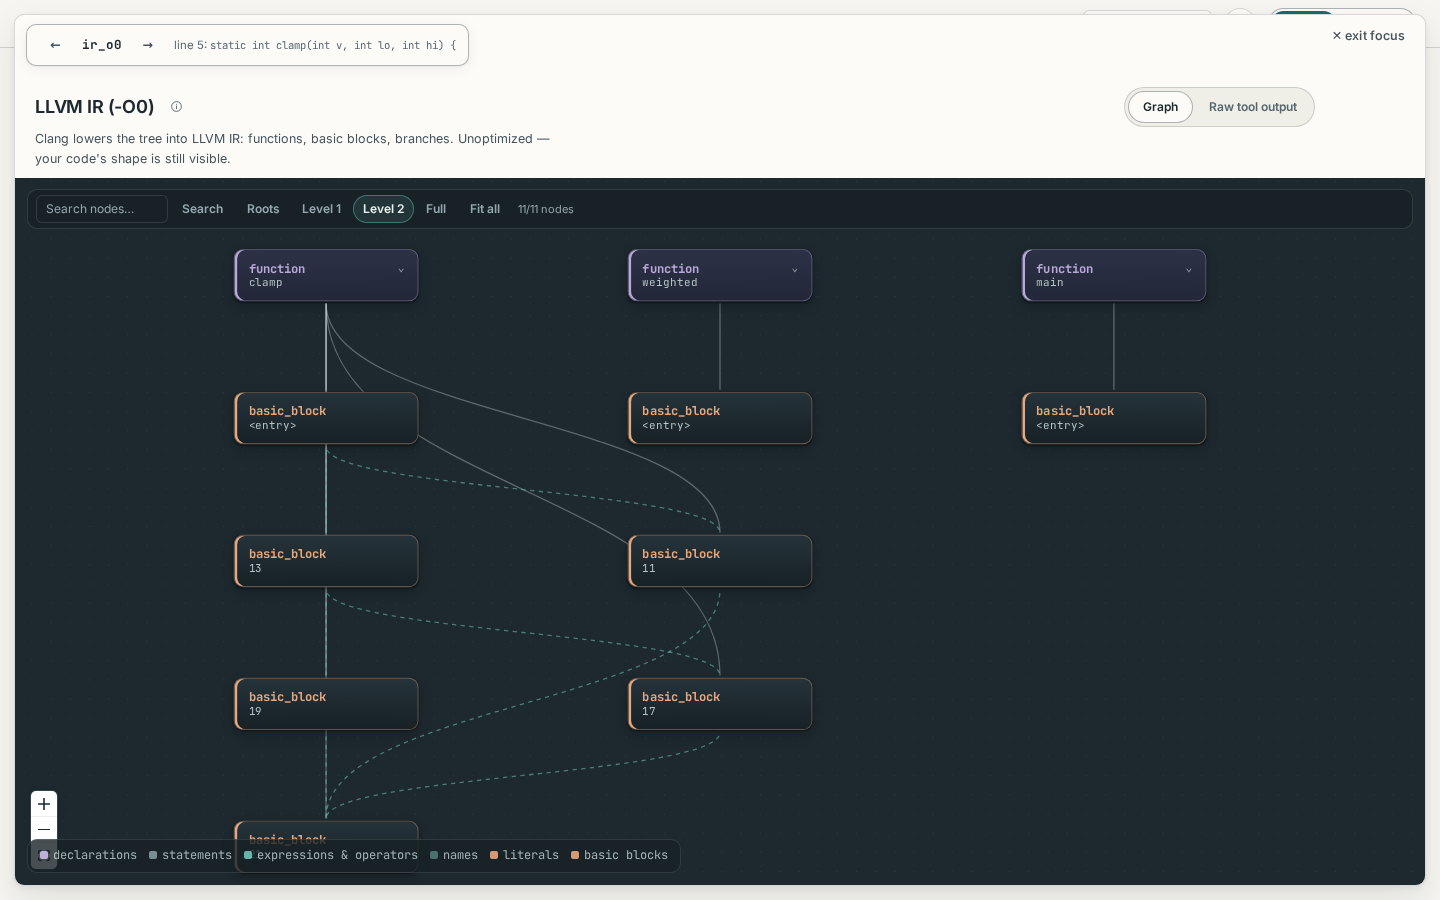 ← ir_o0 → line 5: static int clamp(int v, int lo, int hi) {
× exit focus
LLVM IR (-O0)
Graph
Raw tool output
Clang lowers the tree into LLVM IR: functions, basic blocks, branches. Unoptimized —
your code's shape is still visible.
Search nodes...
Search
Roots
Level 1
Level 2
Full
Fit all
11/11 nodes
function
clamp
function
weighted
function
main
basic_block
<entry>
basic_block
<entry>
basic_block
<entry>
basic_block
13
basic_block
11
basic_block
19
basic_block
17
basic_block
declarations
statements
expressions & operators
names
literals
basic blocks